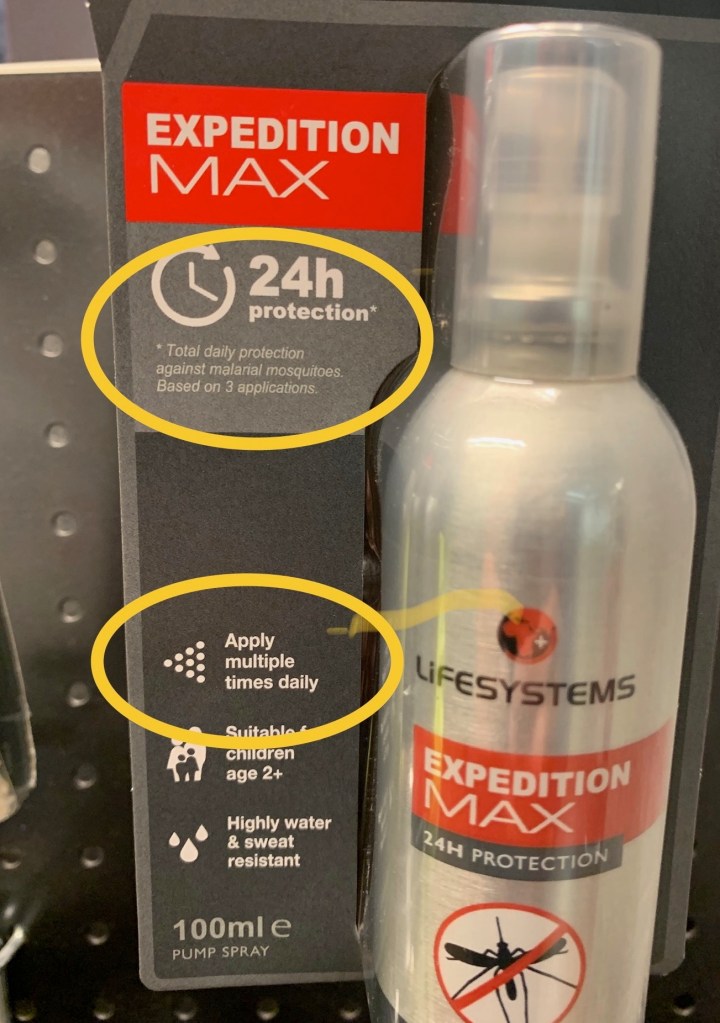 EXPEDITION
MAX
24h
protection*
* Total daily protection
against malarial mosquitoes.
Based on 3 applications.
Apply
multiple
times daily
Suitable f
children
age 2+
Highly water
& sweat
resistant
100ml e
PUMP SPRAY
LiFESYSTEMS
EXPEDITION
MAX
24H PROTECTION